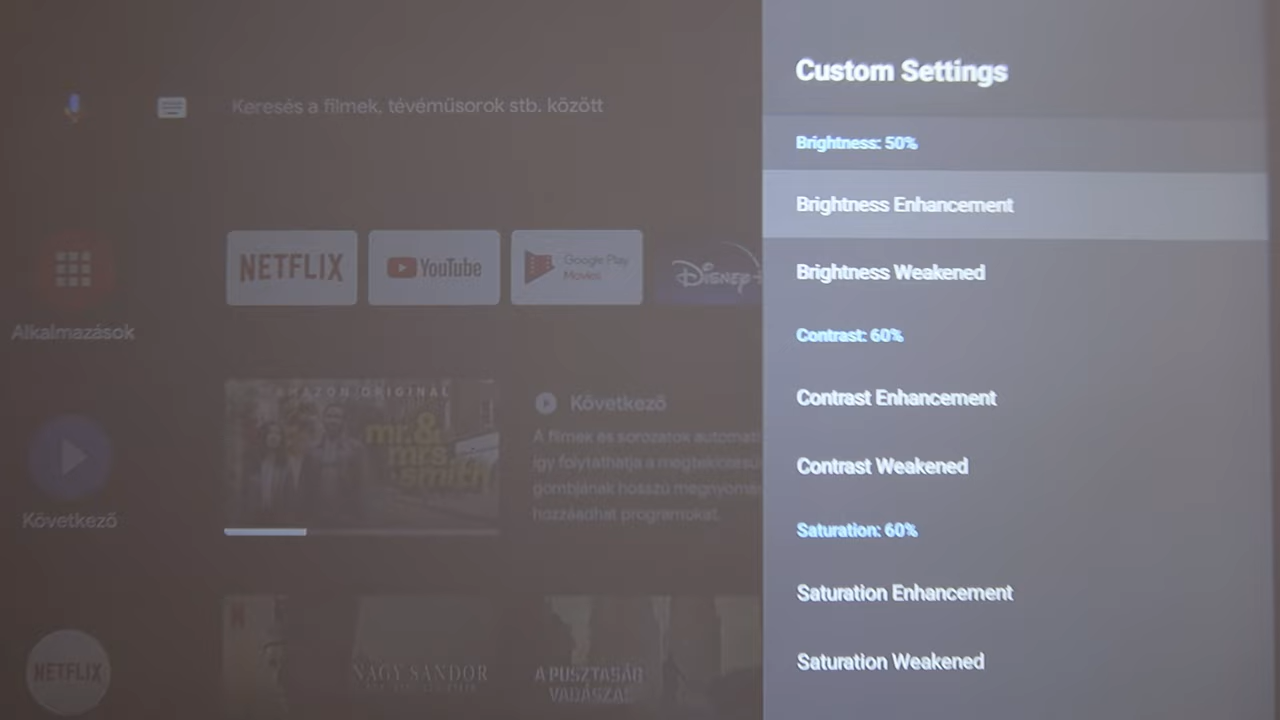 Keresés a filmek, tévéműsorok stb. között
NETFLIX
YouTube
Google Play
Movies
Disney+
Alkalmazások
AMAZON ORIGINAL
mr. &
mrs.
smith
Következő
A filmek és sorozatok automati
így folytathatja a megtekintésü
gombjának hosszú megnyomás
hozzáadhat programokat.
Következő
NETFLIX
N
NAGY SÁNDOR
A PUSZTASÁG
VADÁSZAI
Custom Settings
Brightness: 50%
Brightness Enhancement
Brightness Weakened
Contrast: 60%
Contrast Enhancement
Contrast Weakened
Saturation: 60%
Saturation Enhancement
Saturation Weakened